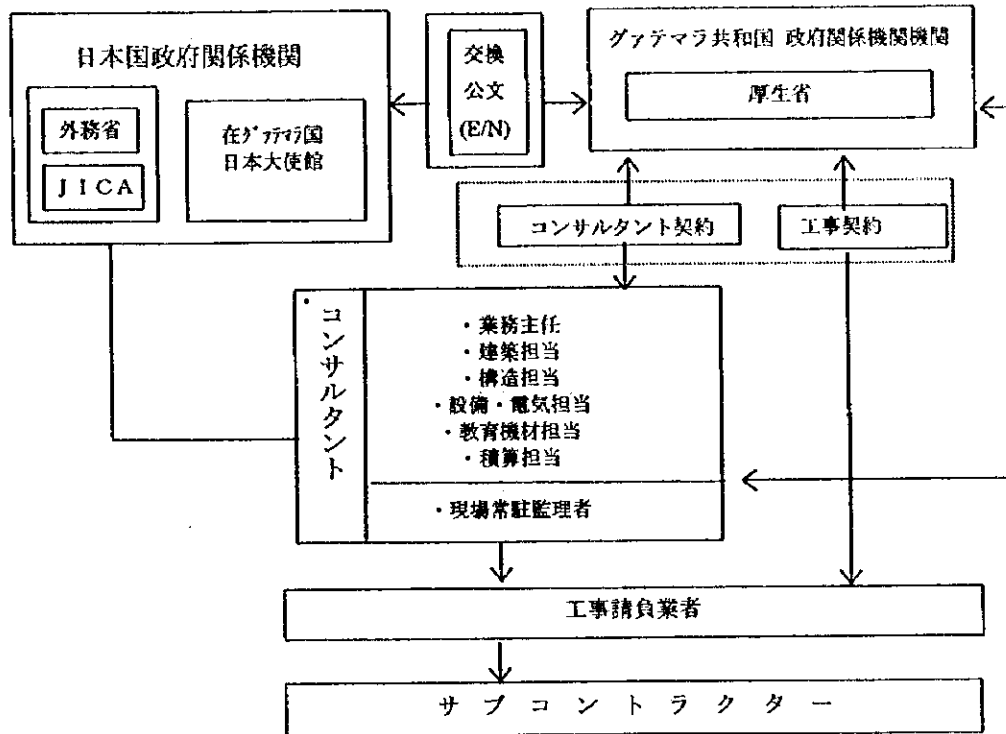 日本国政府関係機関
外務省
ＪＩＣＡ
在グァテマラ国
日本大使館
交換
公文
(E/N)
グァテマラ共和国 政府関係機関機関
厚生省
コンサルタント契約
工事契約
コンサルタント
・業務主任
・建築担当
・構造担当
・設備・電気担当
・教育機材担当
・積算担当
・現場常駐監理者
工事請負業者
サブコントラクター